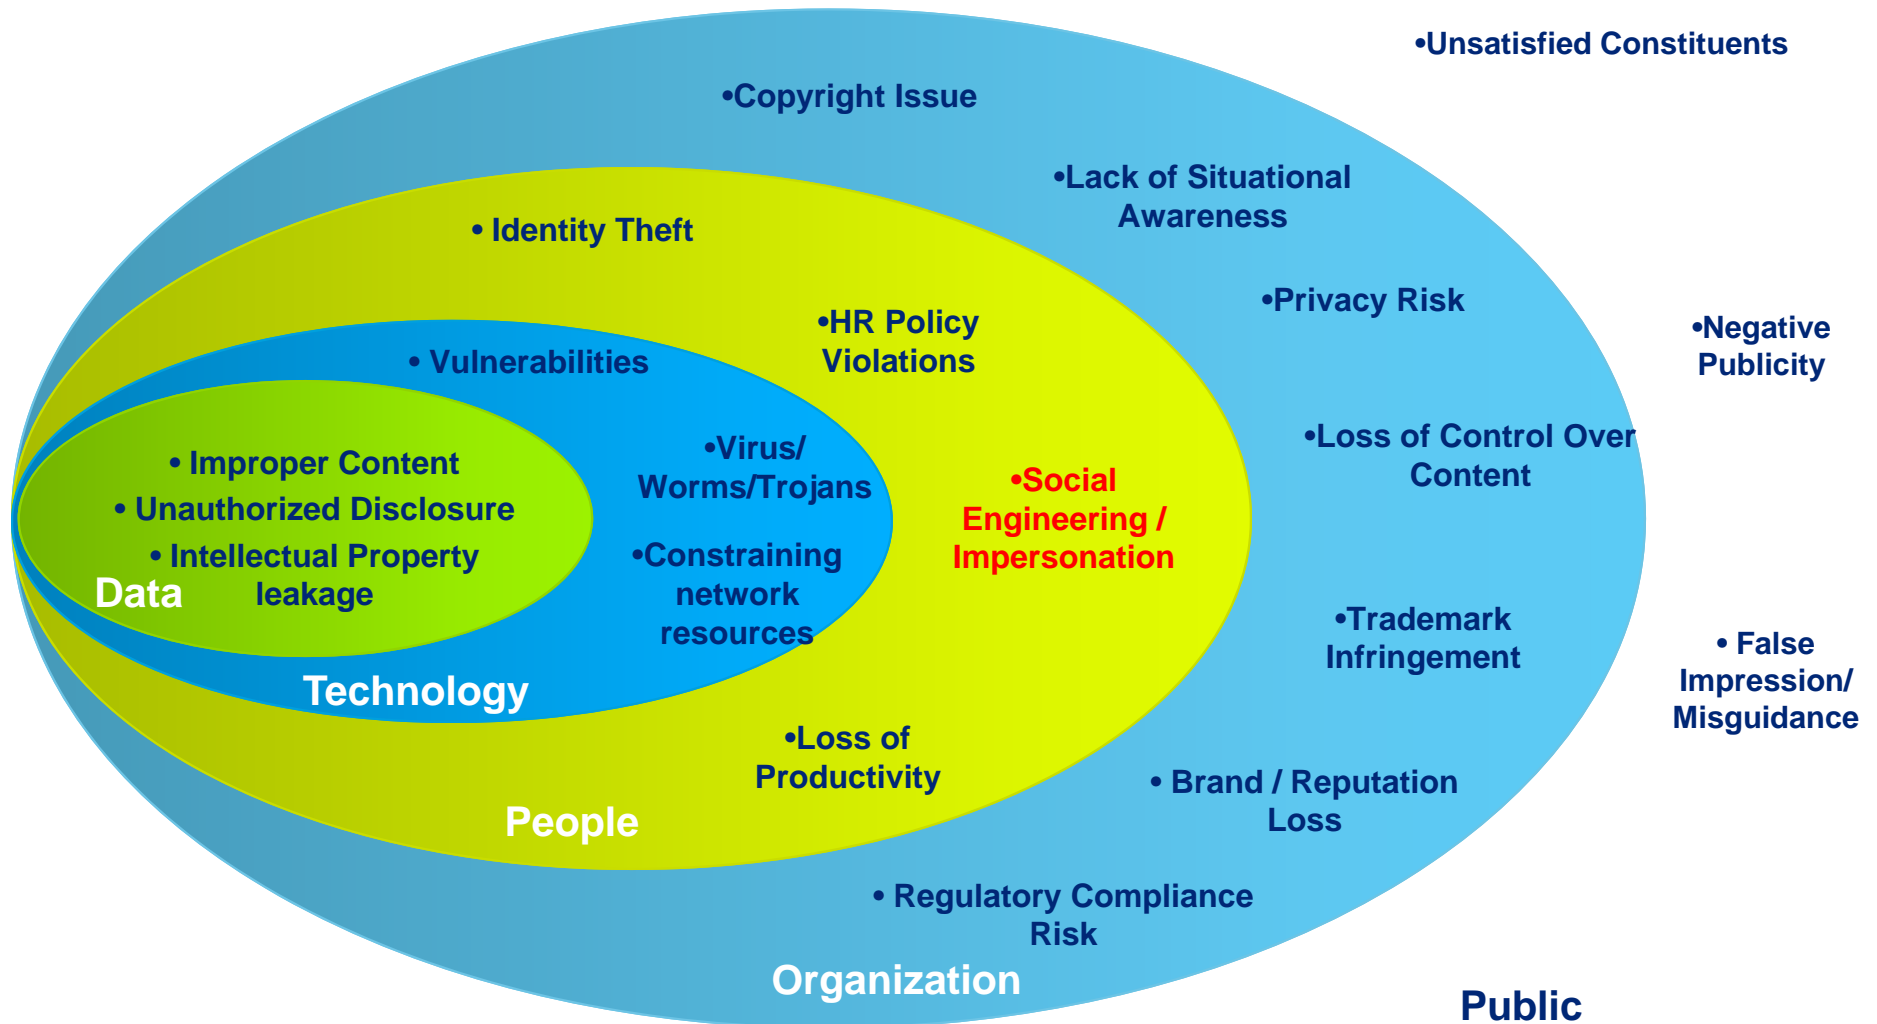 •Unsatisfied Constituents
•Copyright Issue
•Lack of Situational
Awareness
• Identity Theft
•Privacy Risk
•HR Policy
Violations
•Negative
Publicity
• Vulnerabilities
•Loss of Control Over
Content
•Virus/
Worms/Trojans
• Improper Content
• Unauthorized Disclosure
• Intellectual Property
leakage
Data
•Social
Engineering /
Impersonation
•Constraining
network
resources
•Trademark
Infringement
• False
Impression/
Misguidance
Technology
•Loss of
Productivity
• Brand / Reputation
Loss
People
• Regulatory Compliance
Risk
Organization
Public